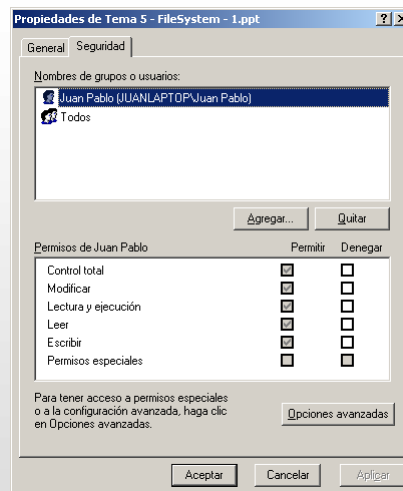 Propiedades de Tema 5 - FileSystem - 1.ppt
General Seguridad
Nombres de grupos o usuarios:
Juan Pablo (JUANLAPTOP\Juan Pablo)
Todos
Agregar... Quitar
Permisos de Juan Pablo Permitir Denegar
Control total
Modificar
Lectura y ejecución
Leer
Escribir
Permisos especiales
Para tener acceso a permisos especiales
o a la configuración avanzada, haga clic
en Opciones avanzadas.
Opciones avanzadas
Aceptar Cancelar Aplicar